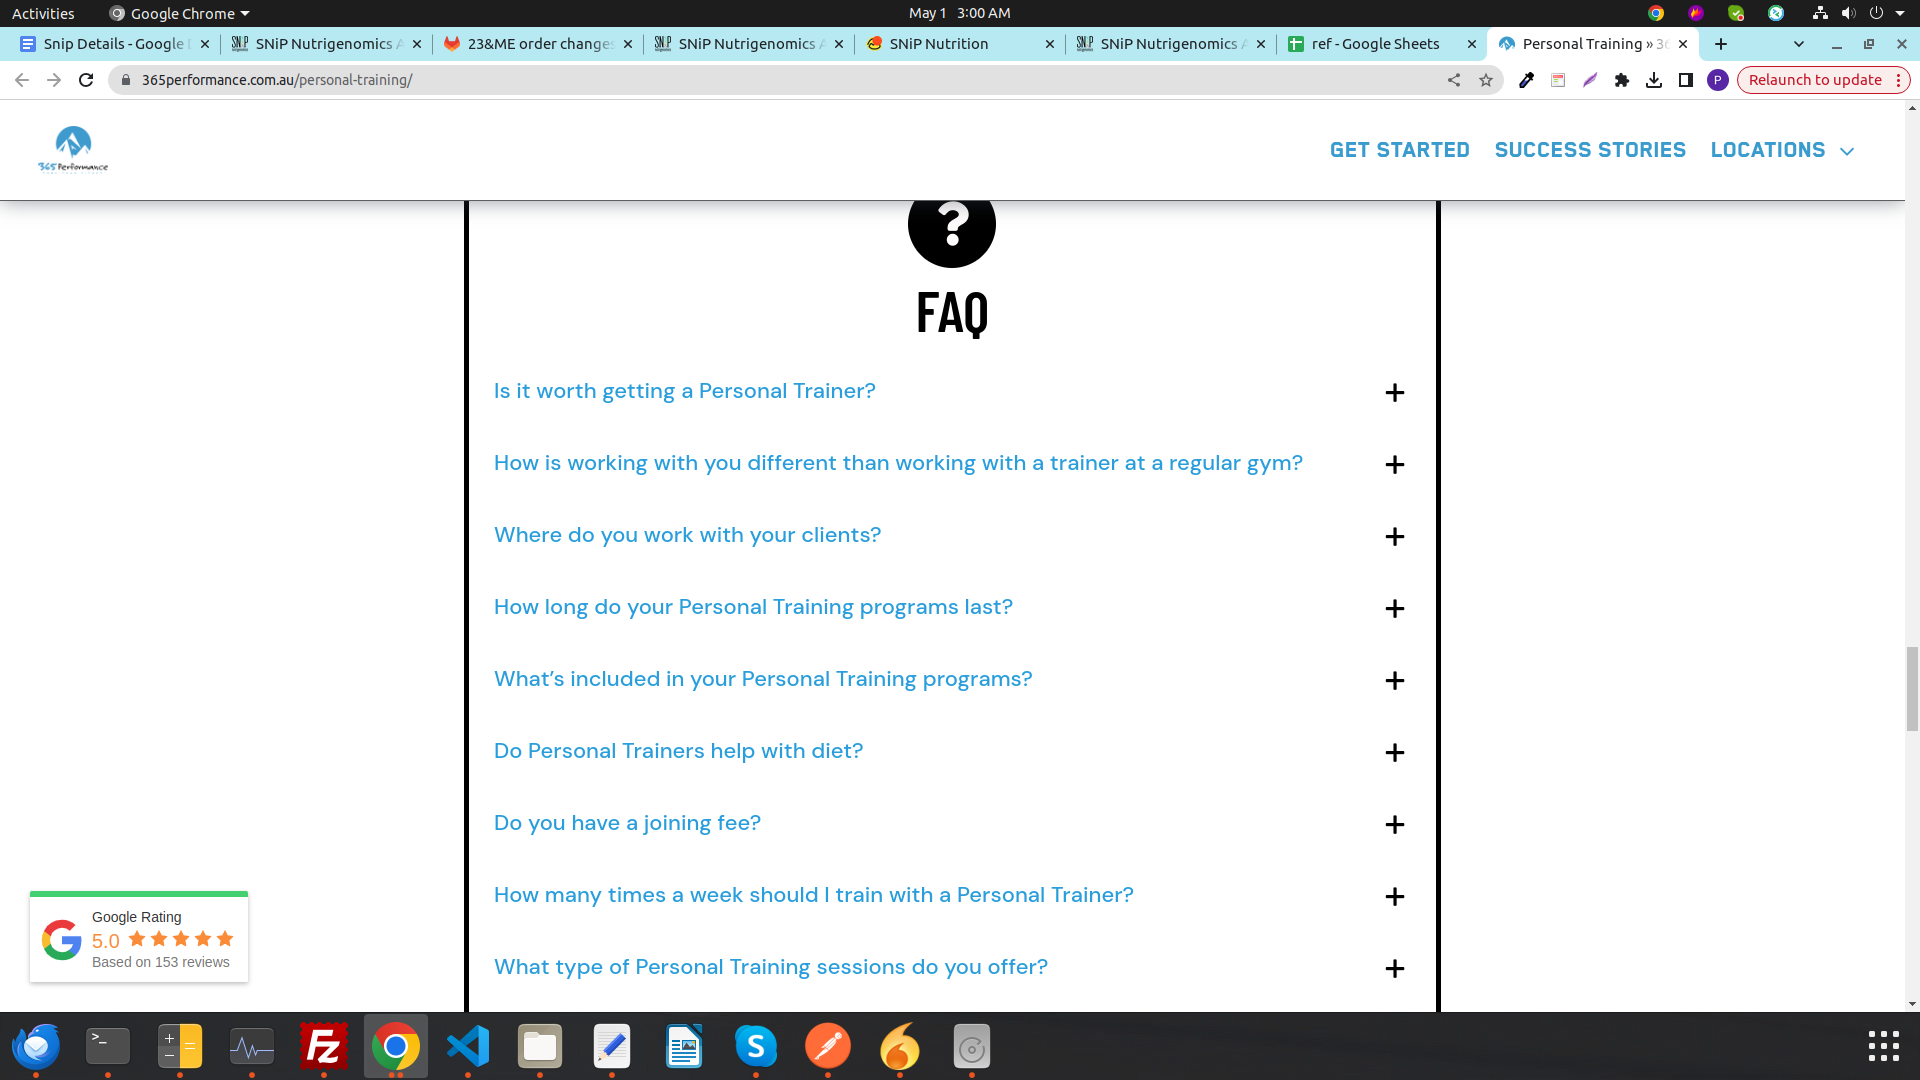 Activities
Google Chrome
May 1 3:00 AM
Snip Details - Google
SNiP Nutrigenomics
23&ME order changes
SNiP Nutrigenomics
SNiP Nutrition
SNiP Nutrigenomics
ref - Google Sheets
Personal Training »
365performance.com.au/personal-training/
P
Relaunch to update
365 Performance
GET STARTED
SUCCESS STORIES
LOCATIONS
?
FAQ
Is it worth getting a Personal Trainer?
How is working with you different than working with a trainer at a regular gym?
Where do you work with your clients?
How long do your Personal Training programs last?
What’s included in your Personal Training programs?
Do Personal Trainers help with diet?
Do you have a joining fee?
How many times a week should I train with a Personal Trainer?
What type of Personal Training sessions do you offer?
Google Rating
5.0
Based on 153 reviews